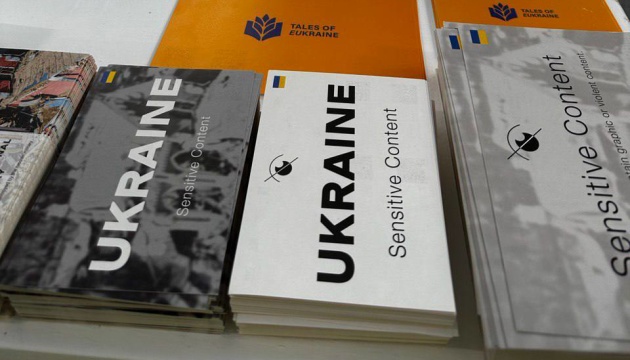 TALES OF
EUKRAINE
TALES OF
EUKRAINE
UKRAINE
Sensitive Content
UKRAINE
Sensitive Content
Sensitive Content
graphic or violent content.